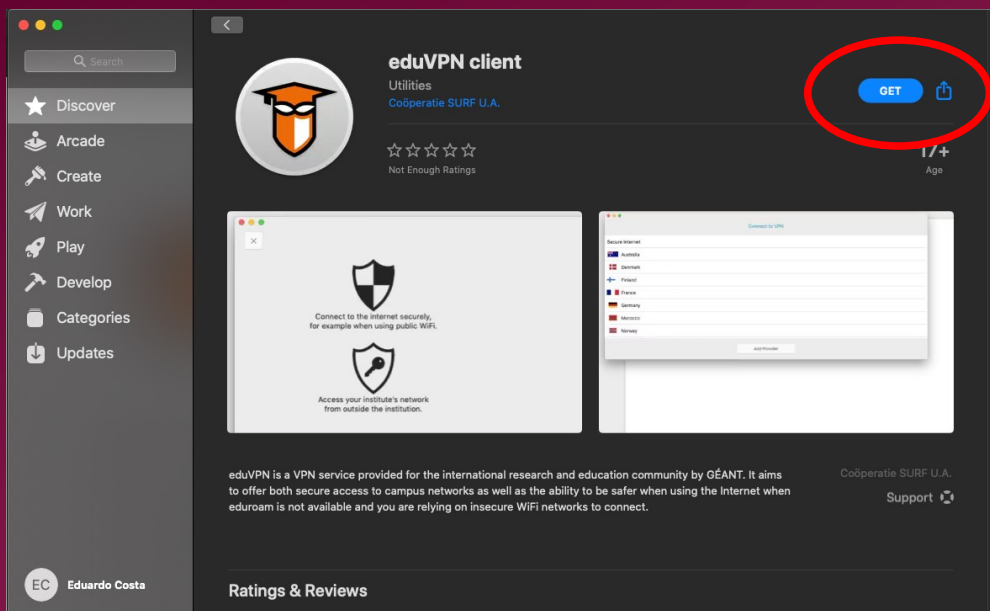 Search
Discover
Arcade
Create
Work
Play
Develop
Categories
Updates
EC
Eduardo Costa
eduVPN client
Utilities
Coöperatie SURF U.A.
GET
Not Enough Ratings
17+
Age
Connect to the internet securely,
for example when using public WiFi.
Access your institute's network
from outside the institution.
Connect to VPN
Secure Internet
Australia
Denmark
Finland
France
Germany
Morocco
Norway
Add Provider
eduVPN is a VPN service provided for the international research and education community by GÉANT. It aims
to offer both secure access to campus networks as well as the ability to be safer when using the Internet when
eduroam is not available and you are relying on insecure WiFi networks to connect.
Coöperatie SURF U.A.
Support
Ratings & Reviews